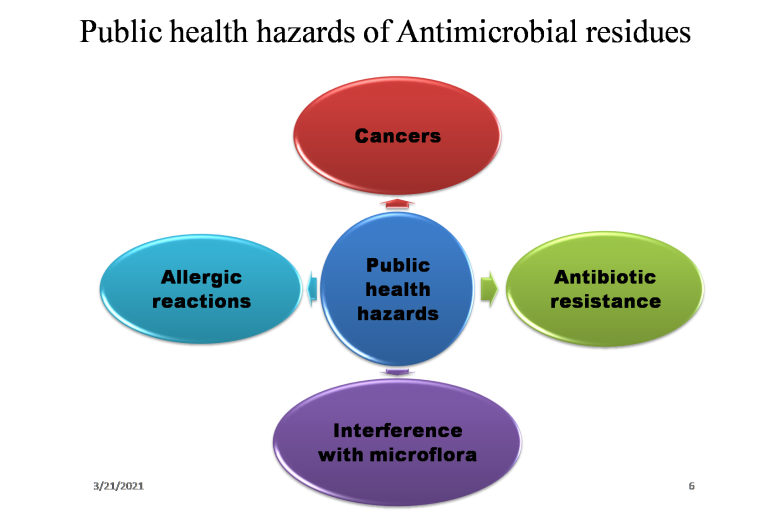 Public health hazards of Antimicrobial residues
Cancers
Allergic
reactions
Public
health
hazards
Antibiotic
resistance
Interference
with microflora
3/21/2021
6